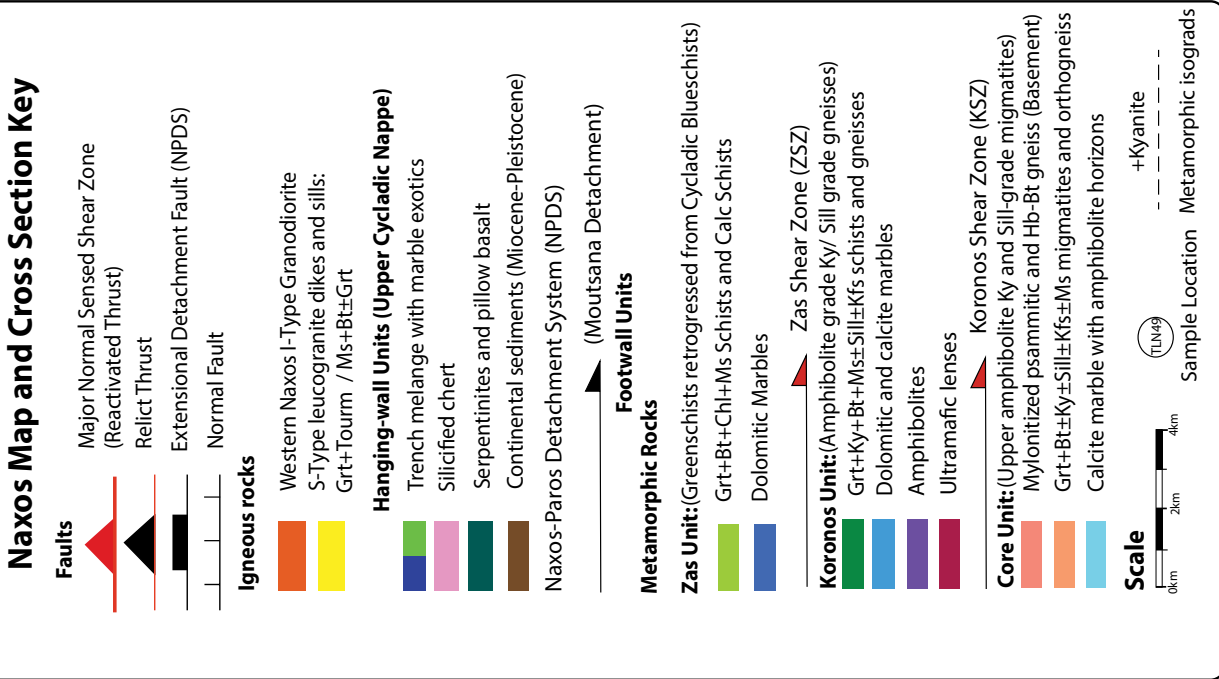 Naxos Map and Cross Section Key
Faults
Major Normal Sensed Shear Zone
(Reactivated Thrust)
Relict Thrust
Extensional Detachment Fault (NPDS)
Normal Fault
Igneous rocks
Western Naxos I-Type Granodiorite
S-Type leucogranite dikes and sills:
Grt+Tourm / Ms+Bt±Grt
Hanging-wall Units (Upper Cycladic Nappe)
Trench melange with marble exotics
Silicified chert
Serpentinites and pillow basalt
Continental sediments (Miocene-Pleistocene)
Naxos-Paros Detachment System (NPDS)
(Moutsana Detachment)
Footwall Units
Metamorphic Rocks
Zas Unit:(Greenschists retrogressed from Cycladic Blueschists)
Grt+Bt+Chl+Ms Schists and Calc Schists
Dolomitic Marbles
Zas Shear Zone (ZSZ)
Koronos Unit:(Amphibolite grade Ky/ Sill grade gneisses)
Grt+Ky+Bt+Ms±Sill±Kfs schists and gneisses
Dolomitic and calcite marbles
Amphibolites
Ultramafic lenses
Koronos Shear Zone (KSZ)
Core Unit:(Upper amphibolite Ky and Sill-grade migmatites)
Mylonitized psammitic and Hb-Bt gneiss (Basement)
Grt+Bt±Ky±Sill±Kfs±Ms migmatites and orthogneiss
Calcite marble with amphibolite horizons
Scale
0km 2km 4km
TLN49
Sample Location
+Kyanite
Metamorphic isograds